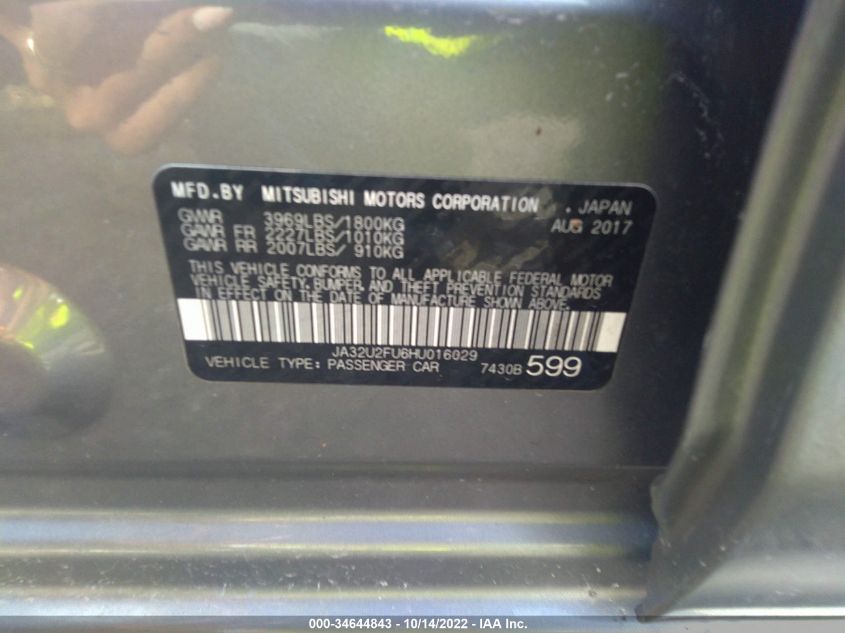 MFD.BY MITSUBISHI MOTORS CORPORATION , JAPAN
GVWR 3969LBS/1800KG AUG 2017
GAWR FR 2227LBS/1010KG
GAWR RR 2007LBS/ 910KG
THIS VEHICLE CONFORMS TO ALL APPLICABLE FEDERAL MOTOR
VEHICLE SAFETY, BUMPER, AND THEFT PREVENTION STANDARDS
IN EFFECT ON THE DATE OF MANUFACTURE SHOWN ABOVE.
JA32U2FU6HU016029
VEHICLE TYPE: PASSENGER CAR 7430B 599
000-34644843 / 10/14/2022 - IAA Inc.